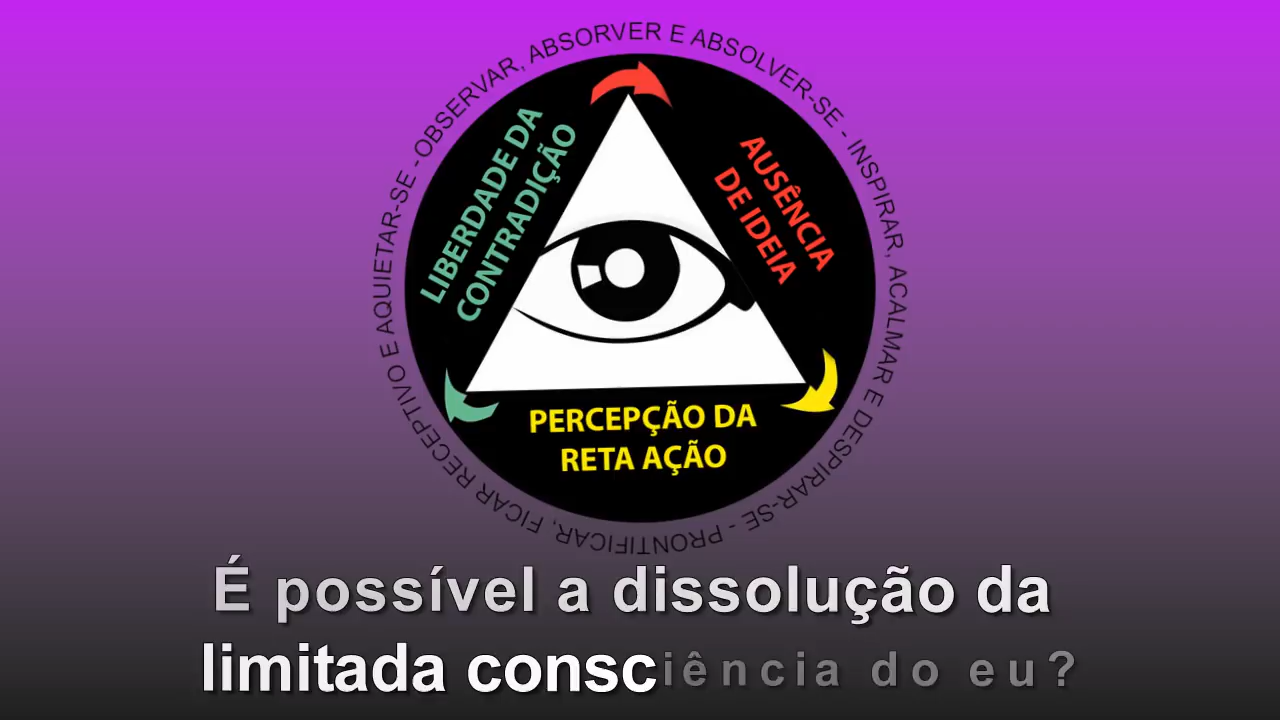 OBSERVAR, ABSORVER E ABSOLVER-SE - INSPIRAR, ACALMAR E DESPIRAR-SE - PRONTIFICAR, FICAR RECEPTIVO E AQUIETAR-SE -
LIBERDADE DA
CONTRADIÇÃO
AUSÊNCIA
DE IDEIA
PERCEPÇÃO DA
RETA AÇÃO
É possível a dissolução da
limitada consciência do eu?